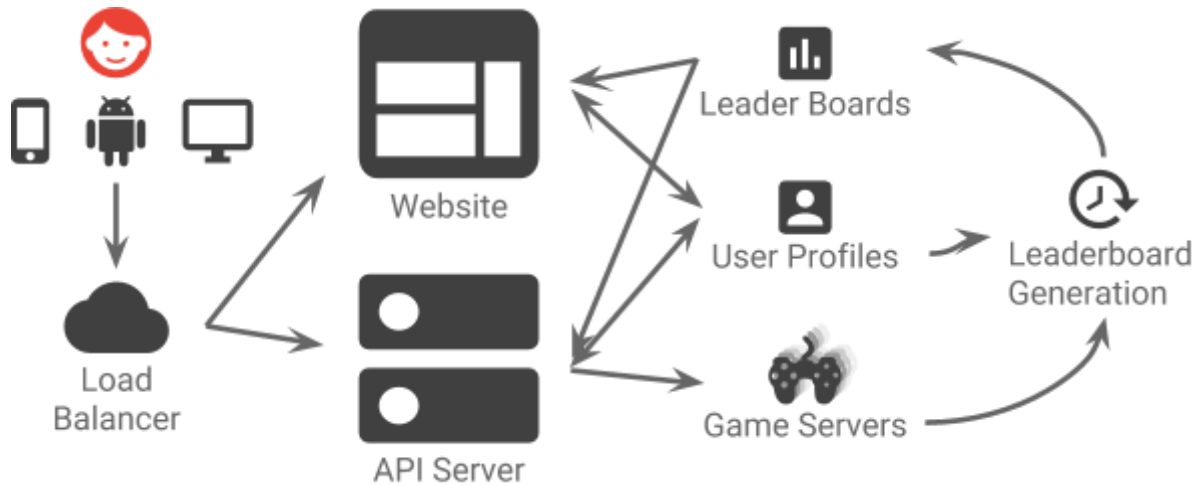 Website
Leader Boards
User Profiles
Leaderboard
Generation
Load
Balancer
API Server
Game Servers